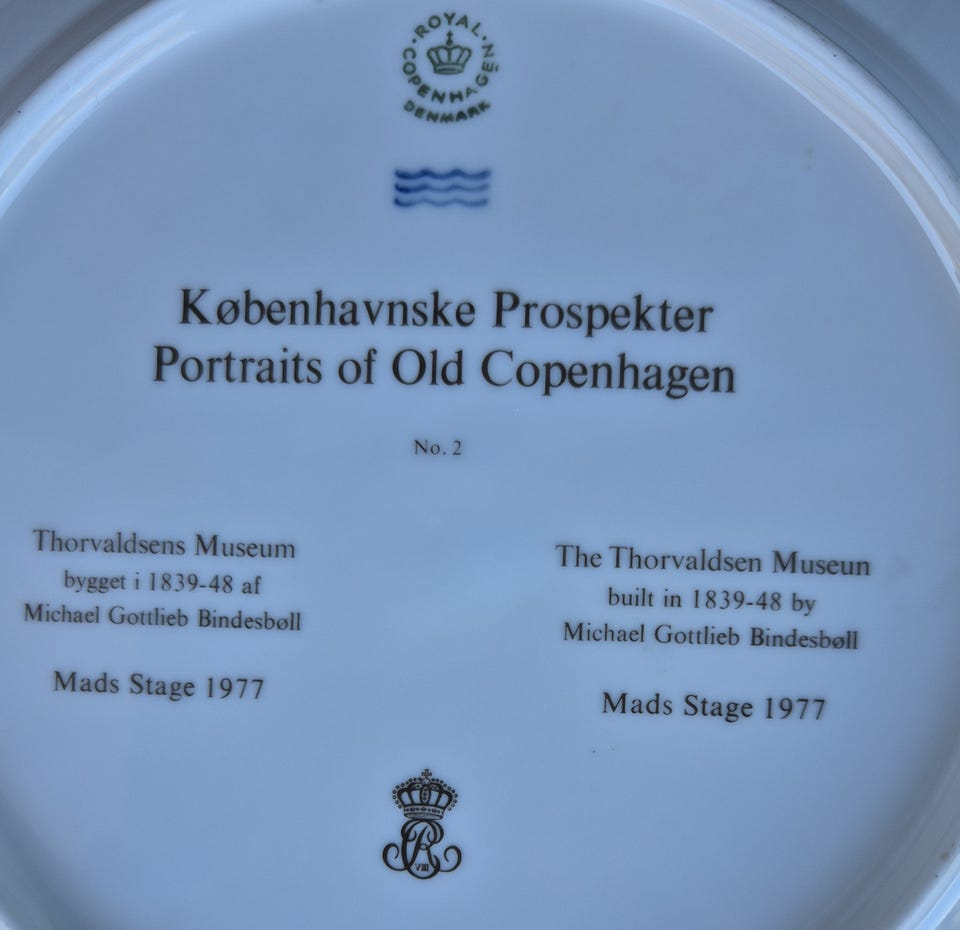 ROYAL COPENHAGEN
DENMARK
Københavnske Prospekter
Portraits of Old Copenhagen
No. 2
Thorvaldsens Museum
bygget i 1839-48 af
Michael Gottlieb Bindesbøll
Mads Stage 1977
The Thorvaldsen Museun
built in 1839-48 by
Michael Gottlieb Bindesbøll
Mads Stage 1977
VIII